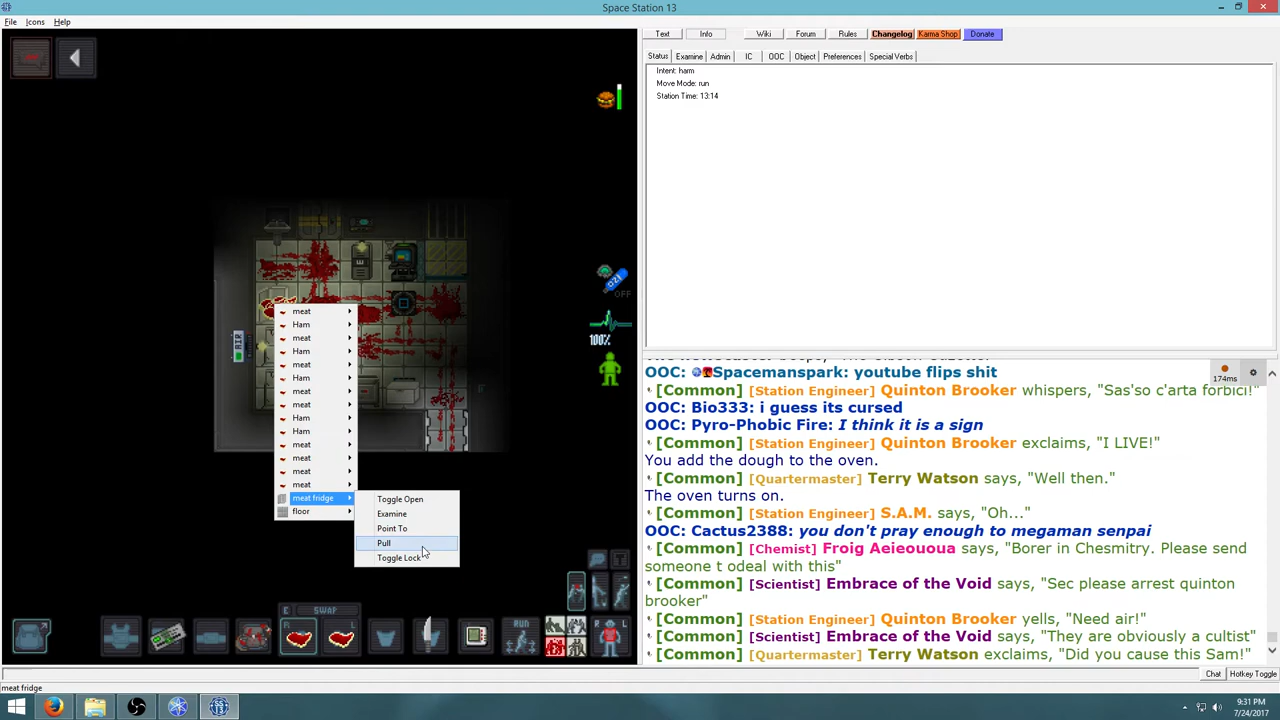 Space Station 13
File Icons Help
Text Info Wiki Forum Rules Changelog Karma Shop Donate
Status Examine Admin IC OOC Object Preferences Special Verbs
Intent: harm
Move Mode: run
Station Time: 13:14
OFF
100%
AIR
meat
Ham
meat
Ham
meat
Ham
meat
meat
Ham
Ham
meat
meat
meat
meat
meat fridge
floor
Toggle Open
Examine
Point To
Pull
Toggle Lock
174ms
OOC: Spacemanspark: youtube flips shit
[Common] [Station Engineer] Quinton Brooker whispers, "Sas'so c'arta forbici!"
OOC: Bio333: i guess its cursed
OOC: Pyro-Phobic Fire: I think it is a sign
[Common] [Station Engineer] Quinton Brooker exclaims, "I LIVE!"
You add the dough to the oven.
[Common] [Quartermaster] Terry Watson says, "Well then."
The oven turns on.
[Common] [Station Engineer] S.A.M. says, "Oh..."
OOC: Cactus2388: you don't pray enough to megaman senpai
[Common] [Chemist] Froig Aeieououa says, "Borer in Chesmitry. Please send
someone t odeal with this"
[Common] [Scientist] Embrace of the Void says, "Sec please arrest quinton
brooker"
[Common] [Station Engineer] Quinton Brooker yells, "Need air!"
[Common] [Scientist] Embrace of the Void says, "They are obviously a cultist"
[Common] [Quartermaster] Terry Watson exclaims, "Did you cause this Sam!"
E SWAP
R L
RUN
R L
Chat Hotkey Toggle
meat fridge
9:31 PM
7/24/2017